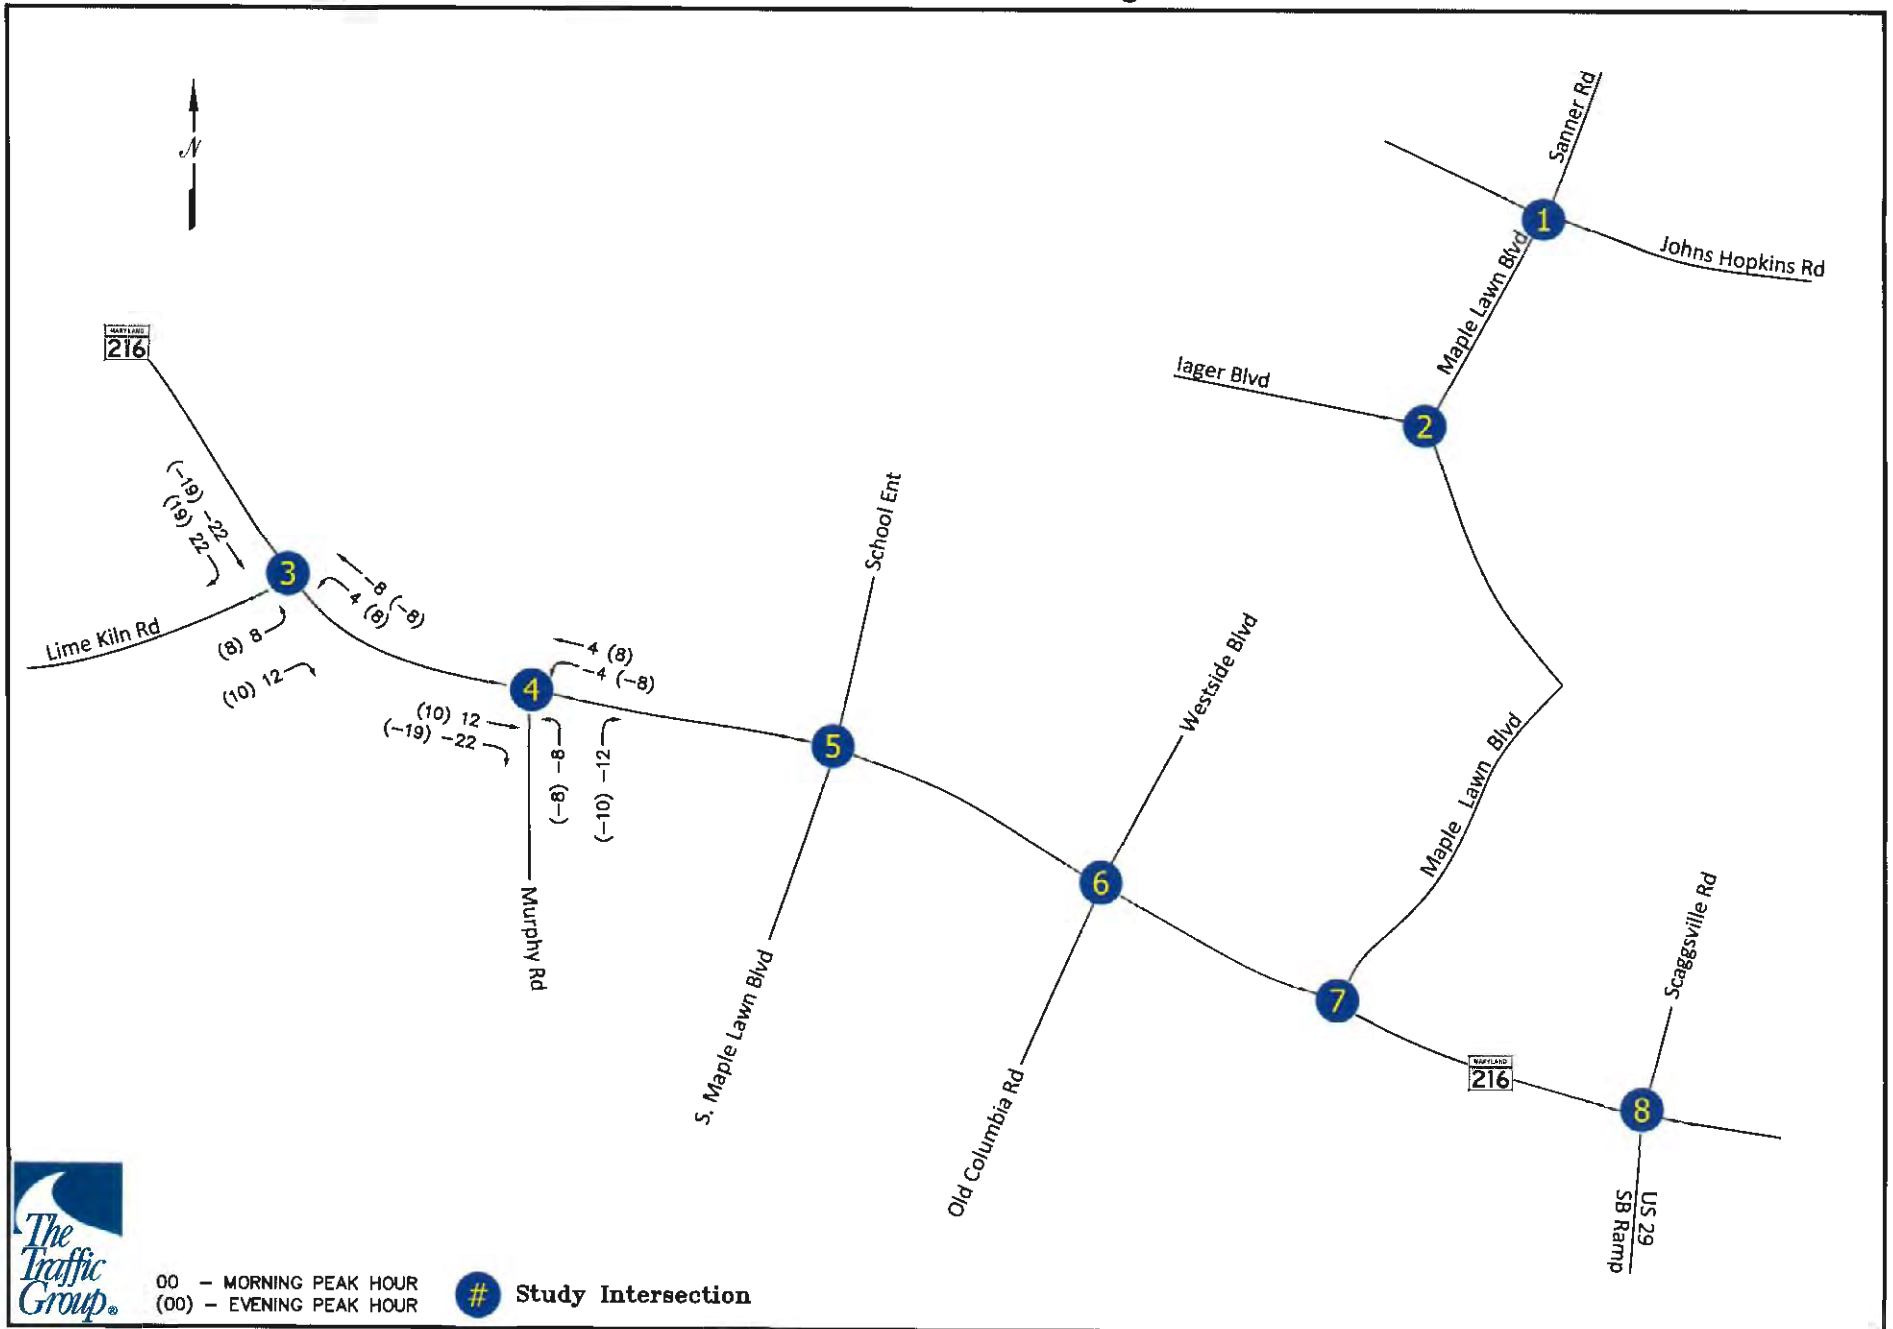 N
Sanner Rd
1
Johns Hopkins Rd
Maple Lawn Blvd
MARYLAND
216
Iager Blvd
2
(-19) -22
(19) 22
3
-8 (-8)
4 (8)
School Ent
Lime Kiln Rd
(8) 8
(10) 12
4 (8)
-4 (-8)
4
(10) 12
(-19) -22
(-8) -8
(-10) -12
5
Westside Blvd
Maple Lawn Blvd
6
Murphy Rd
S. Maple Lawn Blvd
Scaggsville Rd
7
Old Columbia Rd
MARYLAND
216
8
US 29
SB Ramp
The
Traffic
Group®
00 - MORNING PEAK HOUR
(00) - EVENING PEAK HOUR
# Study Intersection